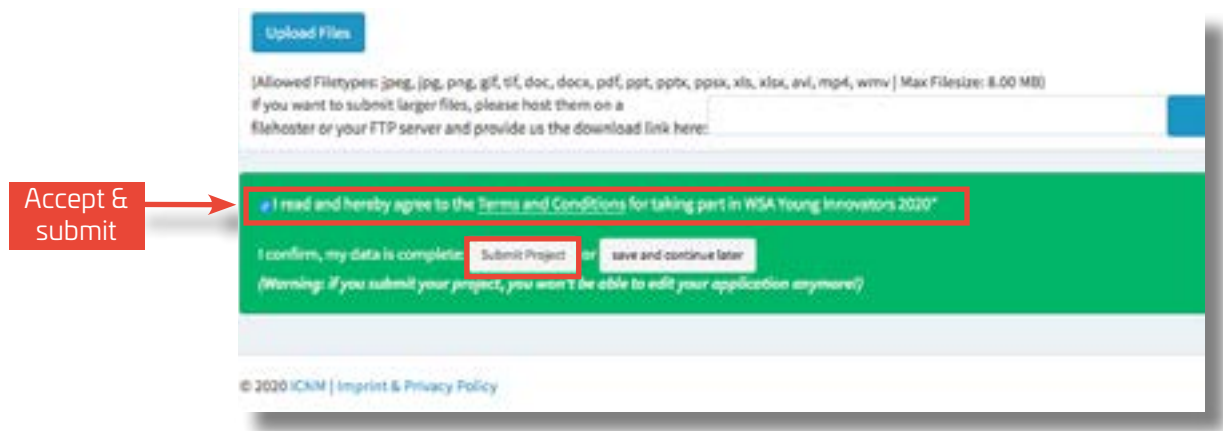 Upload Files
(Allowed Filetypes: jpeg, jpg, png, gif, tif, doc, docx, pdf, ppt, pptx, ppsx, xls, xlsx, avi, mp4, wmv | Max Filesize: 8.00 MB)
If you want to submit larger files, please host them on a
filehoster or your FTP server and provide us the download link here:
Accept &
submit
I read and hereby agree to the Terms and Conditions for taking part in WSA Young Innovators 2020*
I confirm, my data is complete: Submit Project or save and continue later
(Warning: if you submit your project, you won't be able to edit your application anymore!)
© 2020 ICNM | Imprint & Privacy Policy